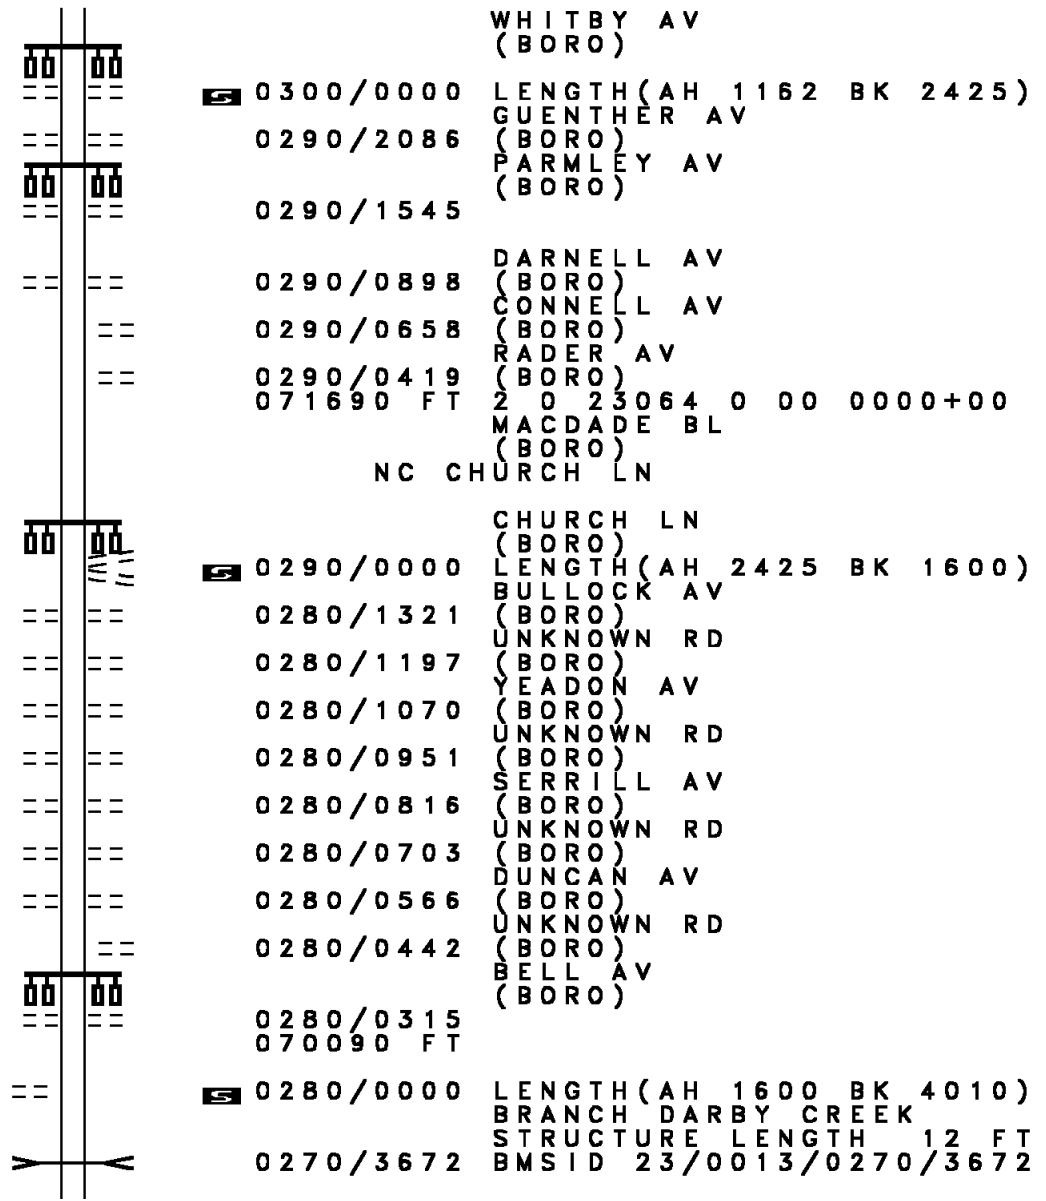 WHITBY AV
(BORO)
S 0300/0000 LENGTH(AH 1162 BK 2425)
GUENTHER AV
0290/2086 (BORO)
PARMLEY AV
(BORO)
0290/1545
DARNELL AV
0290/0898 (BORO)
CONNELL AV
0290/0658 (BORO)
RADER AV
0290/0419 (BORO)
071690 FT 2 0 23064 0 00 0000+00
MACDADE BL
(BORO)
NC CHURCH LN
CHURCH LN
(BORO)
S 0290/0000 LENGTH(AH 2425 BK 1600)
BULLOCK AV
0280/1321 (BORO)
UNKNOWN RD
0280/1197 (BORO)
YEADON AV
0280/1070 (BORO)
UNKNOWN RD
0280/0951 (BORO)
SERRILL AV
0280/0816 (BORO)
UNKNOWN RD
0280/0703 (BORO)
DUNCAN AV
0280/0566 (BORO)
UNKNOWN RD
0280/0442 (BORO)
BELL AV
(BORO)
0280/0315
070090 FT
S 0280/0000 LENGTH(AH 1600 BK 4010)
BRANCH DARBY CREEK
STRUCTURE LENGTH 12 FT
0270/3672 BMSID 23/0013/0270/3672